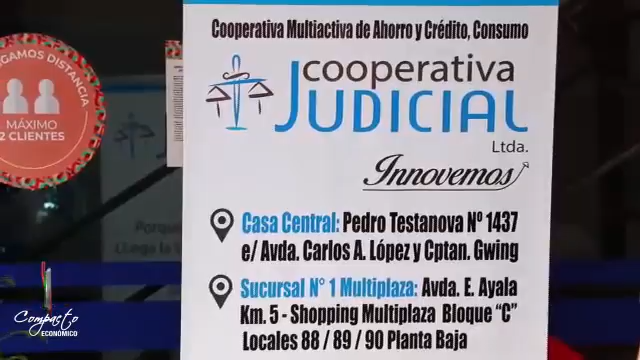 Cooperativa Multiactiva de Ahorro y Crédito, Consumo
cooperativa
JUDICIAL
Ltda.
Innovemos
Casa Central: Pedro Testanova Nº 1437
e/ Avda. Carlos A. López y Cptan. Gwing
Sucursal N° 1 Multiplaza: Avda. E. Ayala
Km. 5 - Shopping Multiplaza Bloque "C"
Locales 88 / 89 / 90 Planta Baja
GAMOS DISTANCIA
MÁXIMO
2 CLIENTES
Porque
Compacto
ECONÓMICO